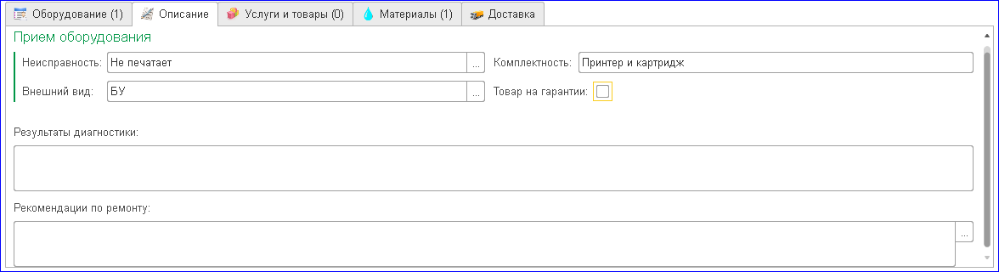 Оборудование (1) Описание Услуги и товары (0) Материалы (1) Доставка
Прием оборудования
Неисправность: Не печатает ... Комплектность: Принтер и картридж
Внешний вид: БУ ... Товар на гарантии:
Результаты диагностики:
Рекомендации по ремонту:
...